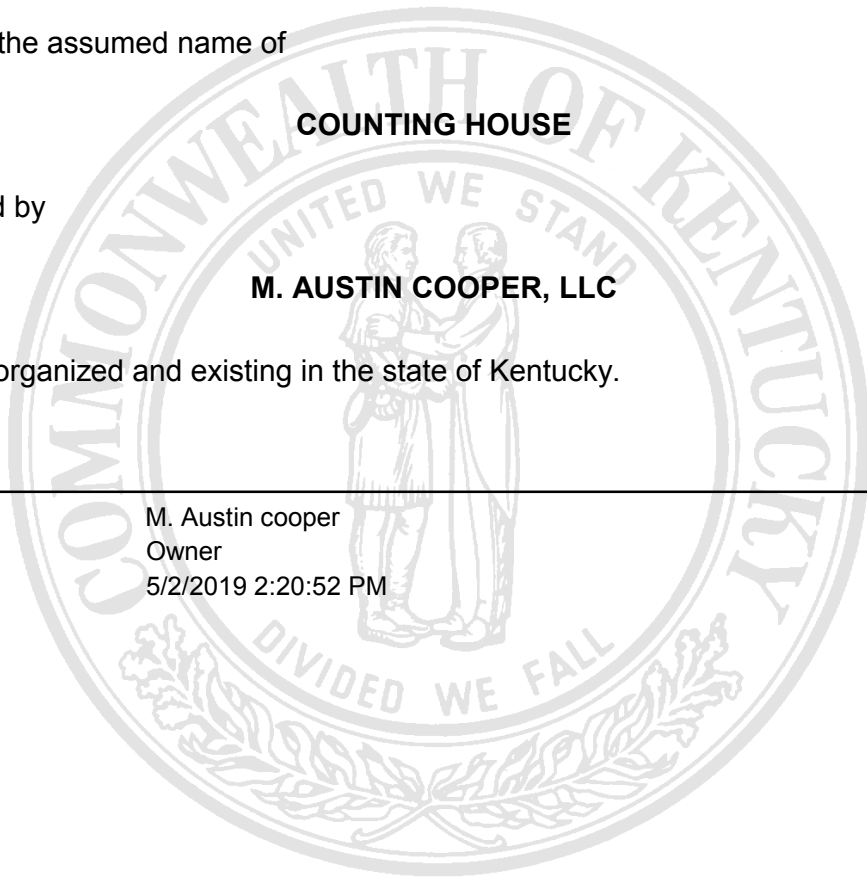 the assumed name of
COUNTING HOUSE
d by
M. AUSTIN COOPER, LLC
organized and existing in the state of Kentucky.
M. Austin cooper
Owner
5/2/2019 2:20:52 PM
COMMONWEALTH OF KENTUCKY
UNITED WE STAND
DIVIDED WE FALL